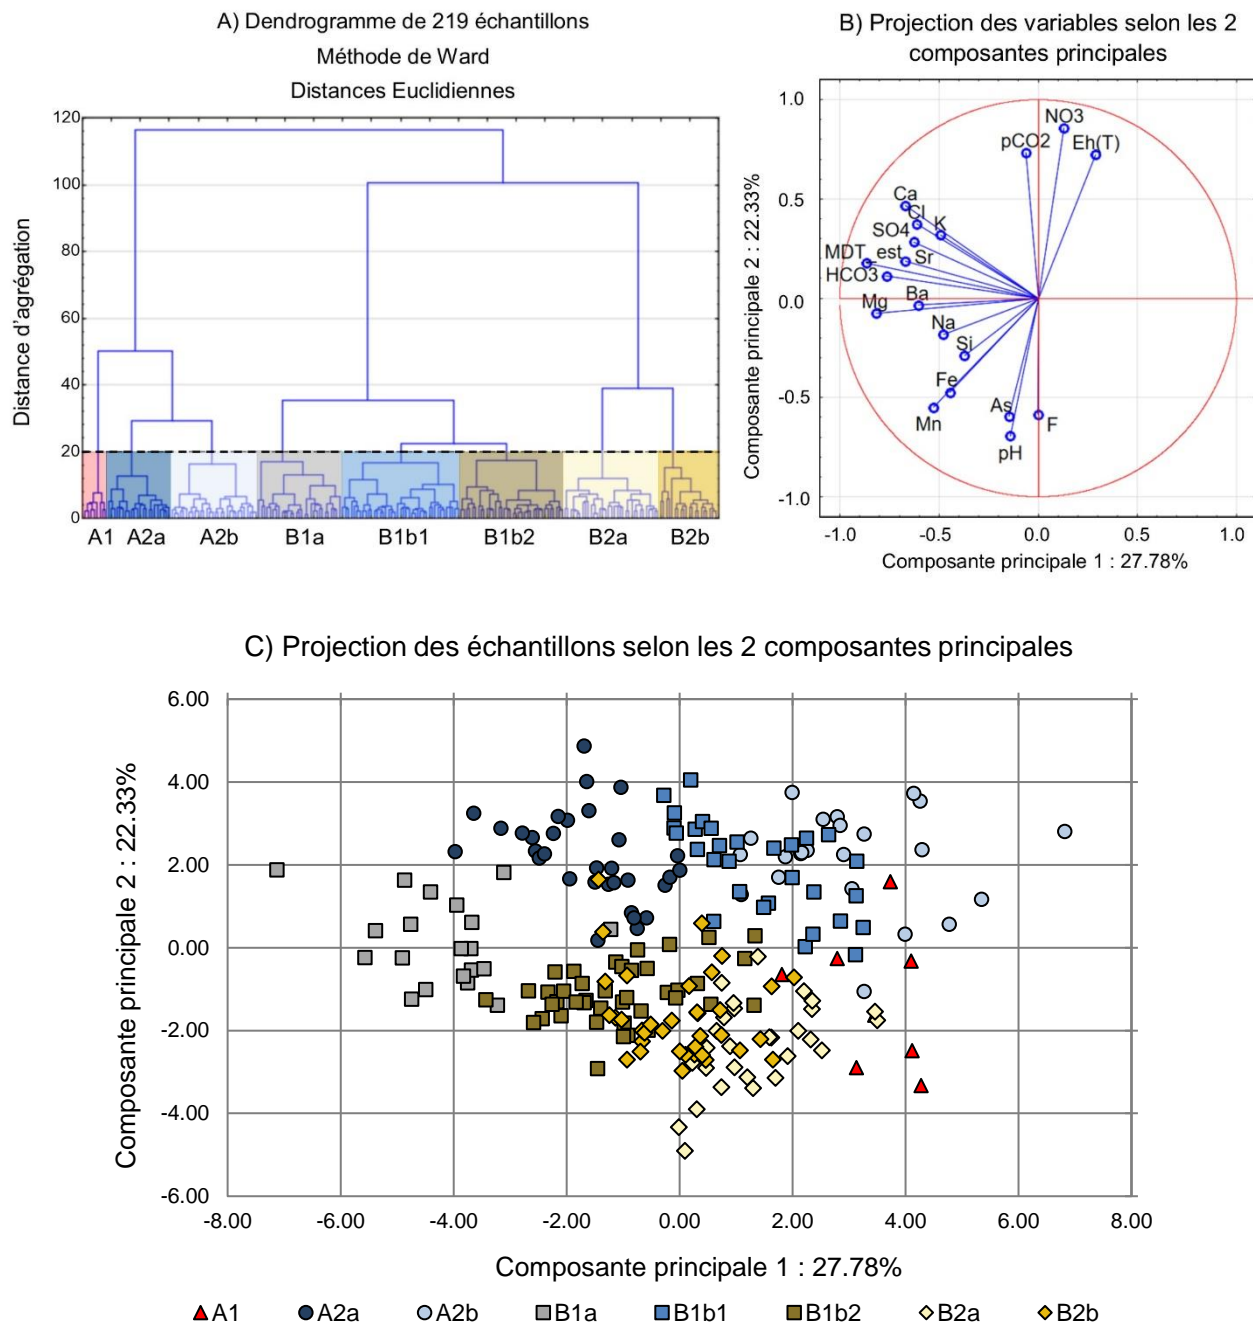 A) Dendrogramme de 219 échantillons
Méthode de Ward
Distances Euclidiennes
120
100
80
60
40
20
0
Distance d'agrégation
A1 A2a A2b B1a B1b1 B1b2 B2a B2b
B) Projection des variables selon les 2
composantes principales
1.0
0.5
0.0
-0.5
-1.0
Composante principale 2 : 22.33%
NO3
pCO2 Eh(T)
Ca
Cl K
SO4
MDT_est Sr
HCO3
Mg Ba
Na
Si
Fe
Mn
As F
pH
-1.0 -0.5 0.0 0.5 1.0
Composante principale 1 : 27.78%
C) Projection des échantillons selon les 2 composantes principales
6.00
4.00
2.00
0.00
-2.00
-4.00
-6.00
Composante principale 2 : 22.33%
-8.00 -6.00 -4.00 -2.00 0.00 2.00 4.00 6.00 8.00
Composante principale 1 : 27.78%
A1 A2a A2b B1a B1b1 B1b2 B2a B2b